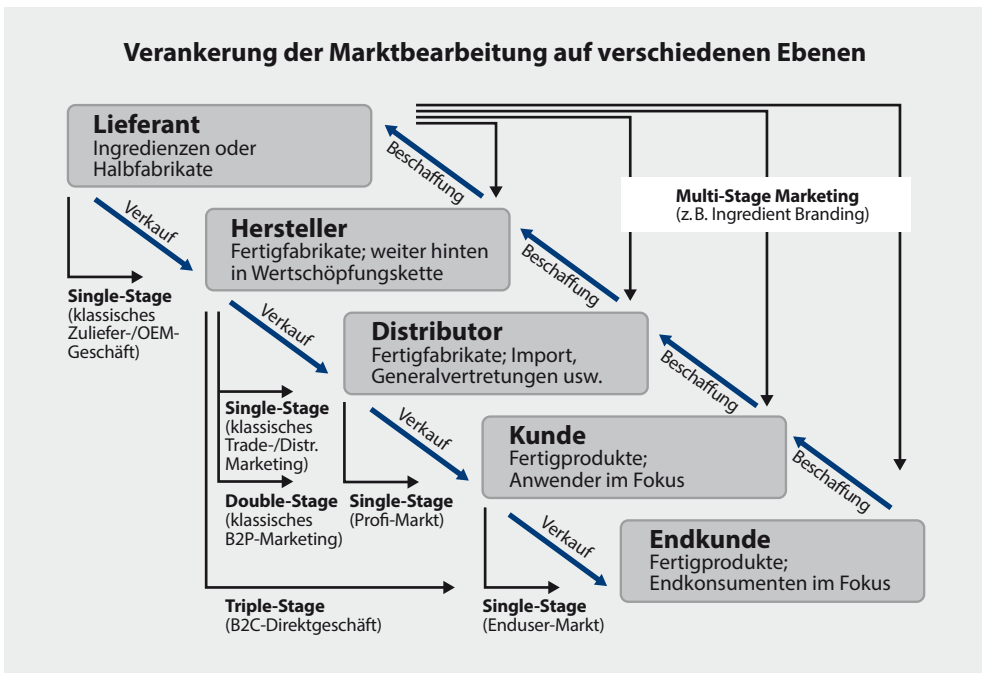 Verankerung der Marktbearbeitung auf verschiedenen Ebenen
Lieferant
Ingredienzen oder
Halbfabrikate
Beschaffung
Multi-Stage Marketing
(z. B. Ingredient Branding)
Verkauf
Hersteller
Fertigfabrikate; weiter hinten
in Wertschöpfungskette
Beschaffung
Single-Stage
(klassisches
Zuliefer-/OEM-
Geschäft)
Verkauf
Distributor
Fertigfabrikate; Import,
Generalvertretungen usw.
Beschaffung
Single-Stage
(klassisches
Trade-/Distr.
Marketing)
Verkauf
Kunde
Fertigprodukte;
Anwender im Fokus
Beschaffung
Double-Stage
(klassisches
B2P-Marketing)
Single-Stage
(Profi-Markt)
Verkauf
Endkunde
Fertigprodukte;
Endkonsumenten im Fokus
Triple-Stage
(B2C-Direktgeschäft)
Single-Stage
(Enduser-Markt)